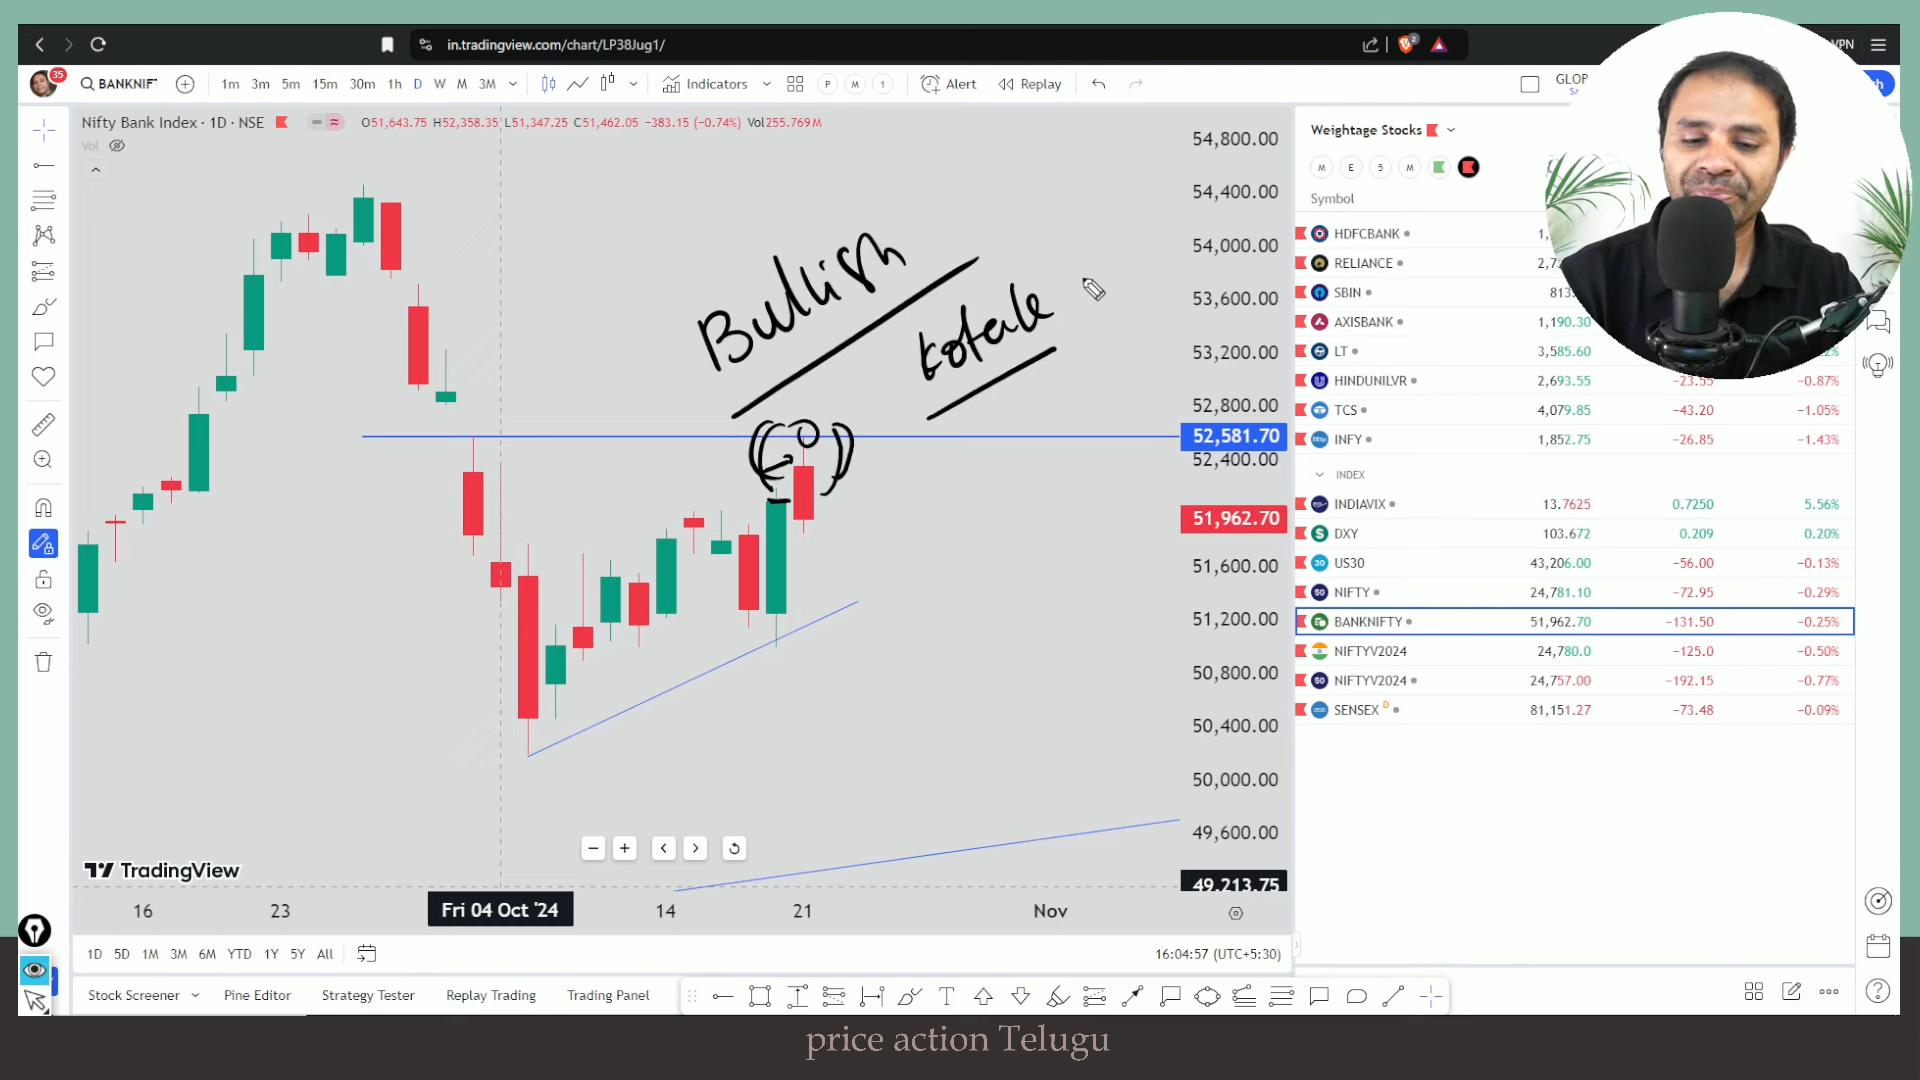 in.tradingview.com/chart/LP38Jug1/
2
VPN
35
BANKNIFT
1m 3m 5m 15m 30m 1h D W M 3M
Indicators
P M 1
Alert
Replay
Nifty Bank Index · 1D · NSE
O51,643.75 H52,358.35 L51,347.25 C51,462.05 −383.15 (−0.74%) Vol255.769M
Vol
Bullish
kotak
54,800.00
54,400.00
54,000.00
53,600.00
53,200.00
52,800.00
52,581.70
52,400.00
51,962.70
51,600.00
51,200.00
50,800.00
50,400.00
50,000.00
49,600.00
49,213.75
TradingView
16 23 Fri 04 Oct '24 14 21 Nov
1D 5D 1M 3M 6M YTD 1Y 5Y All
16:04:57 (UTC+5:30)
Stock Screener Pine Editor Strategy Tester Replay Trading Trading Panel
Weightage Stocks
M E 5 M
Symbol
HDFCBANK
RELIANCE
SBIN 813.
AXISBANK 1,190.30
LT 3,585.60
HINDUNILVR 2,693.55 −23.55 −0.87%
TCS 4,079.85 −43.20 −1.05%
INFY 1,852.75 −26.85 −1.43%
INDEX
INDIAVIX 13.7625 0.7250 5.56%
DXY 103.672 0.209 0.20%
US30 43,206.00 −56.00 −0.13%
NIFTY 24,781.10 −72.95 −0.29%
BANKNIFTY 51,962.70 −131.50 −0.25%
NIFTYV2024 24,780.0 −125.0 −0.50%
NIFTYV2024 24,757.00 −192.15 −0.77%
SENSEX D 81,151.27 −73.48 −0.09%
price action Telugu